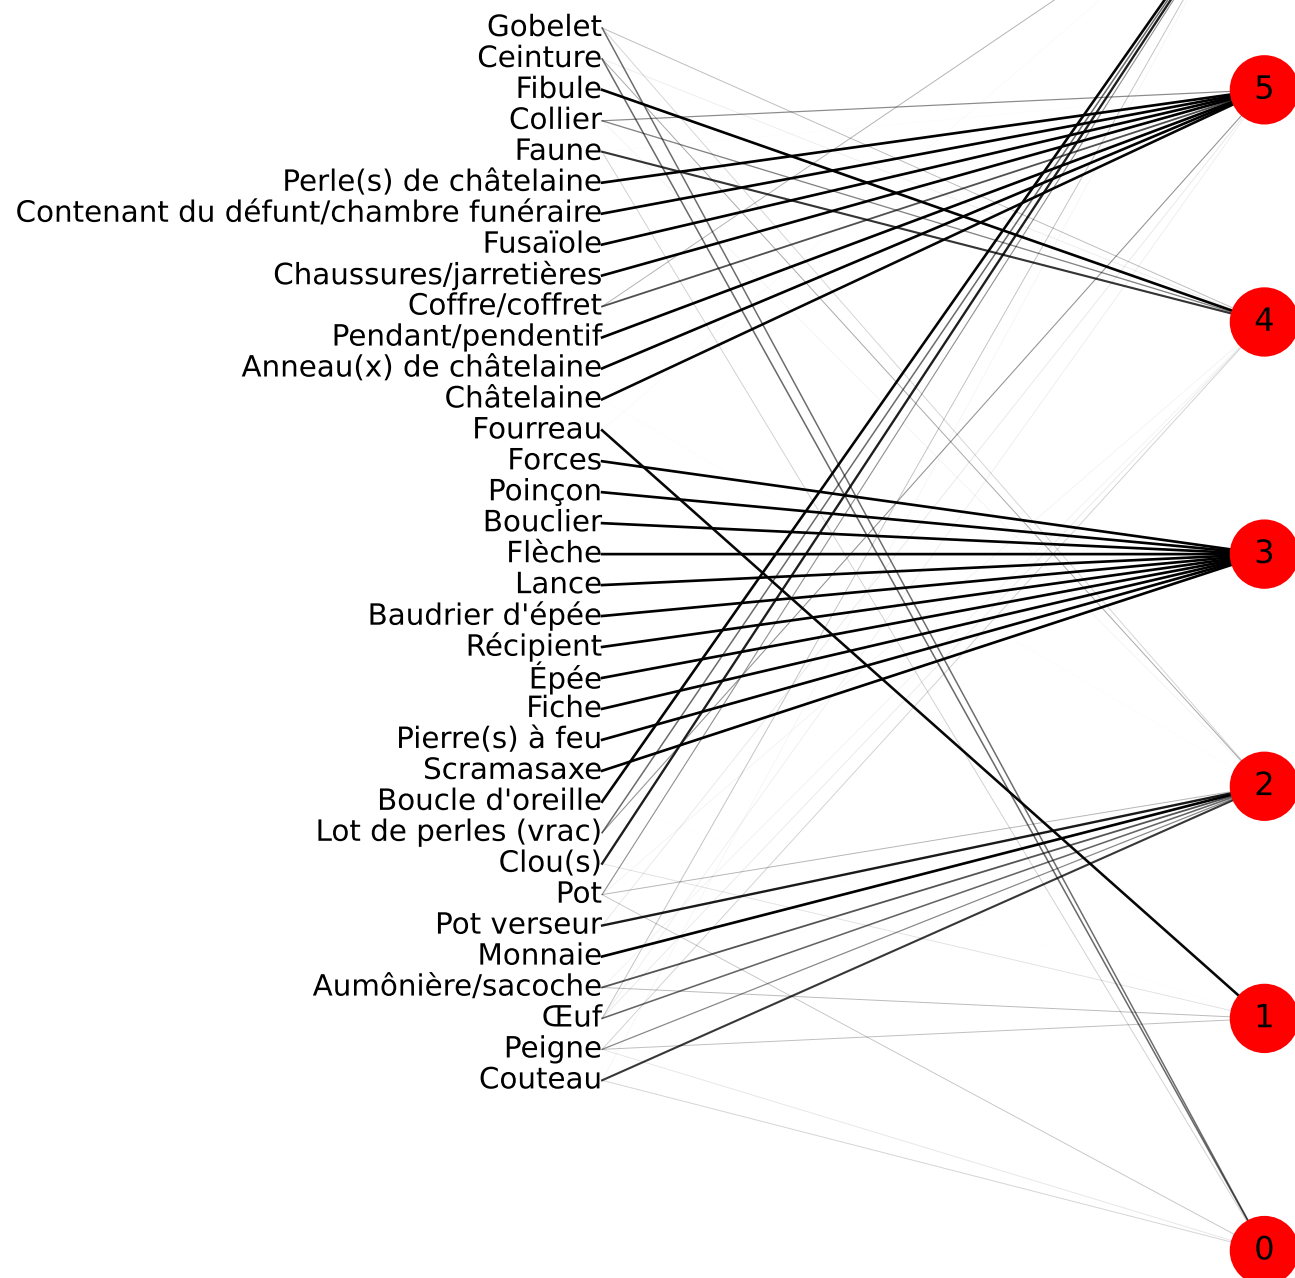 Gobelet
Ceinture
Fibule
Collier
Faune
Perle(s) de châtelaine
Contenant du défunt/chambre funéraire
Fusaïole
Chaussures/jarretières
Coffre/coffret
Pendant/pendentif
Anneau(x) de châtelaine
Châtelaine
Fourreau
Forces
Poinçon
Bouclier
Flèche
Lance
Baudrier d'épée
Récipient
Épée
Fiche
Pierre(s) à feu
Scramasaxe
Boucle d'oreille
Lot de perles (vrac)
Clou(s)
Pot
Pot verseur
Monnaie
Aumônière/sacoche
Œuf
Peigne
Couteau
5
4
3
2
1
0